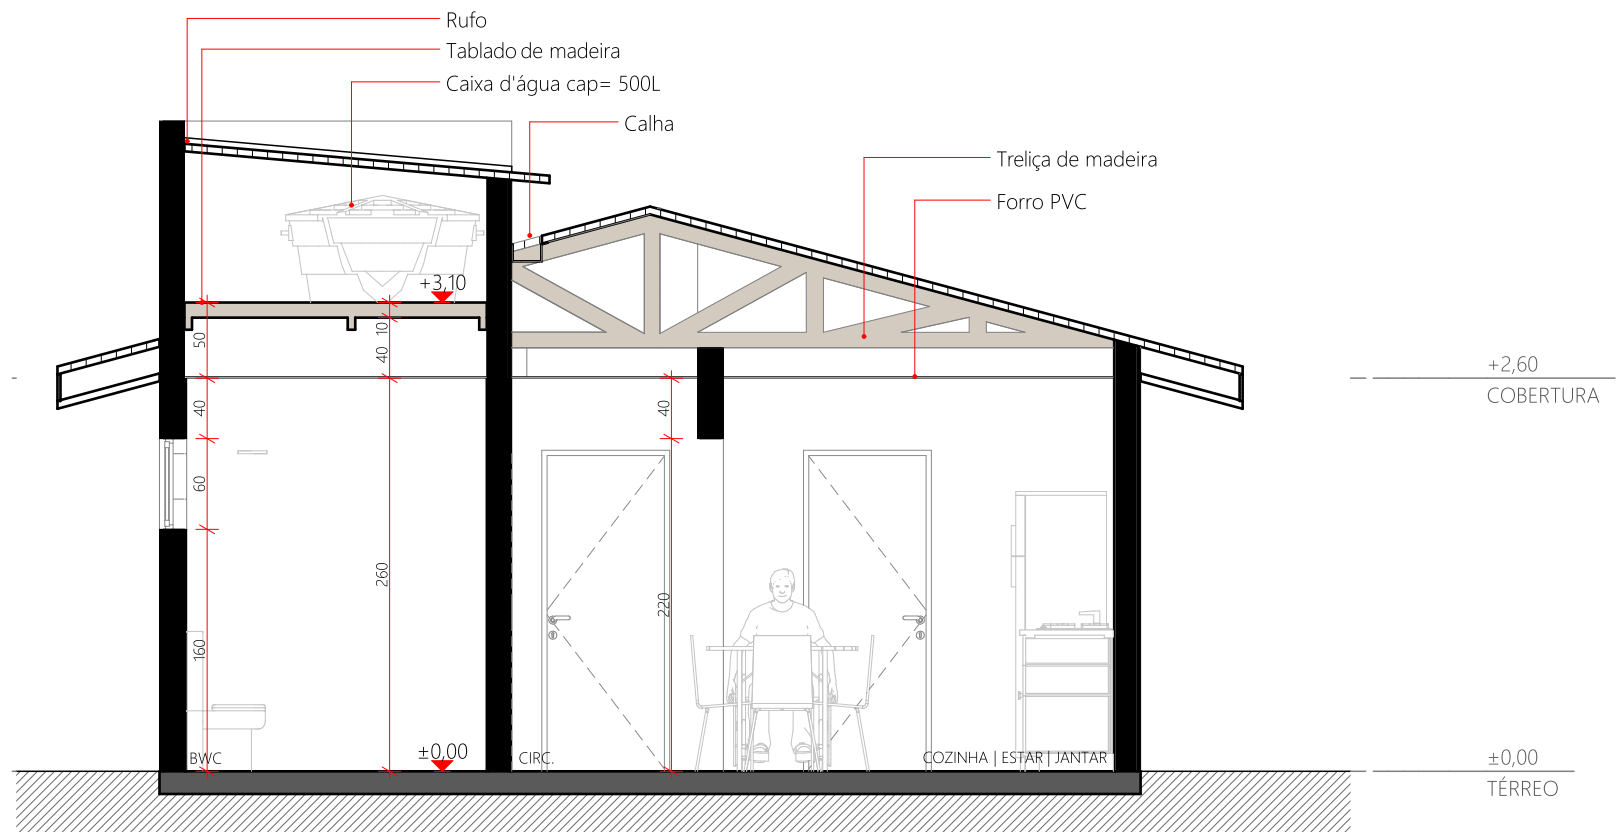 Rufo
Tablado de madeira
Caixa d'água cap= 500L
Calha
Treliça de madeira
Forro PVC
+3,10
50
10
40
+2,60
COBERTURA
40
40
60
260
220
160
±0,00
BWC
CIRC.
COZINHA | ESTAR | JANTAR
±0,00
TÉRREO